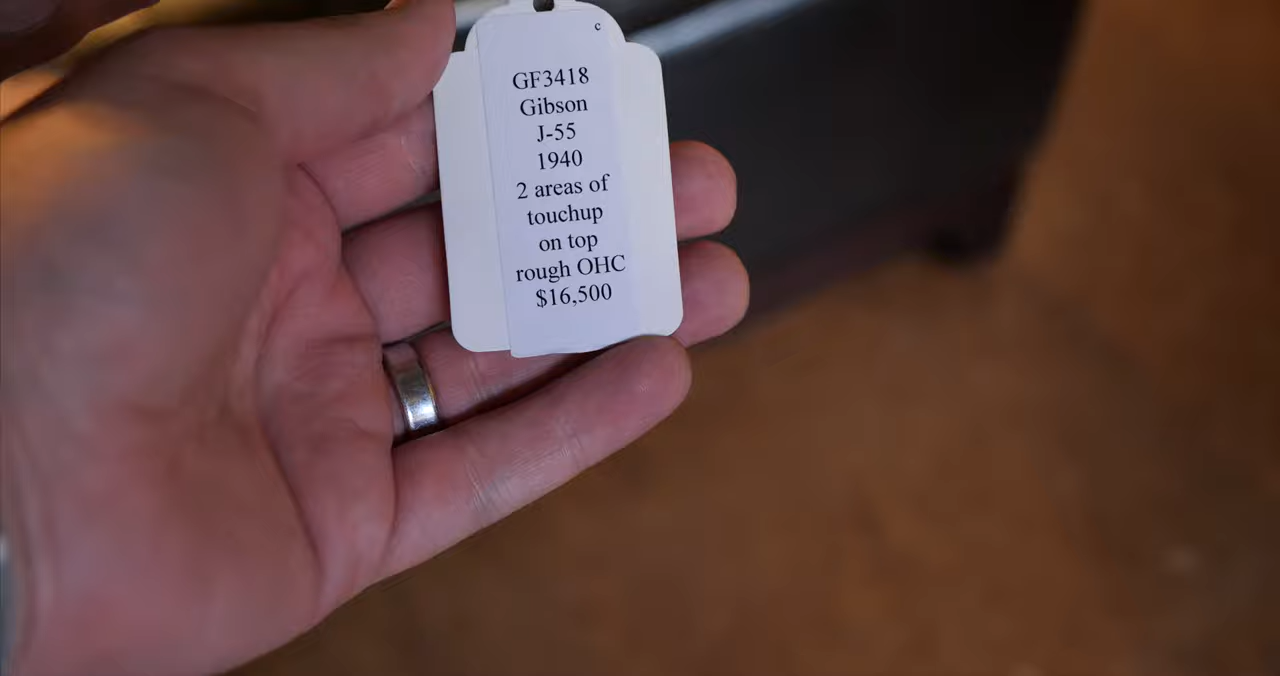 c
GF3418
Gibson
J-55
1940
2 areas of
touchup
on top
rough OHC
$16,500